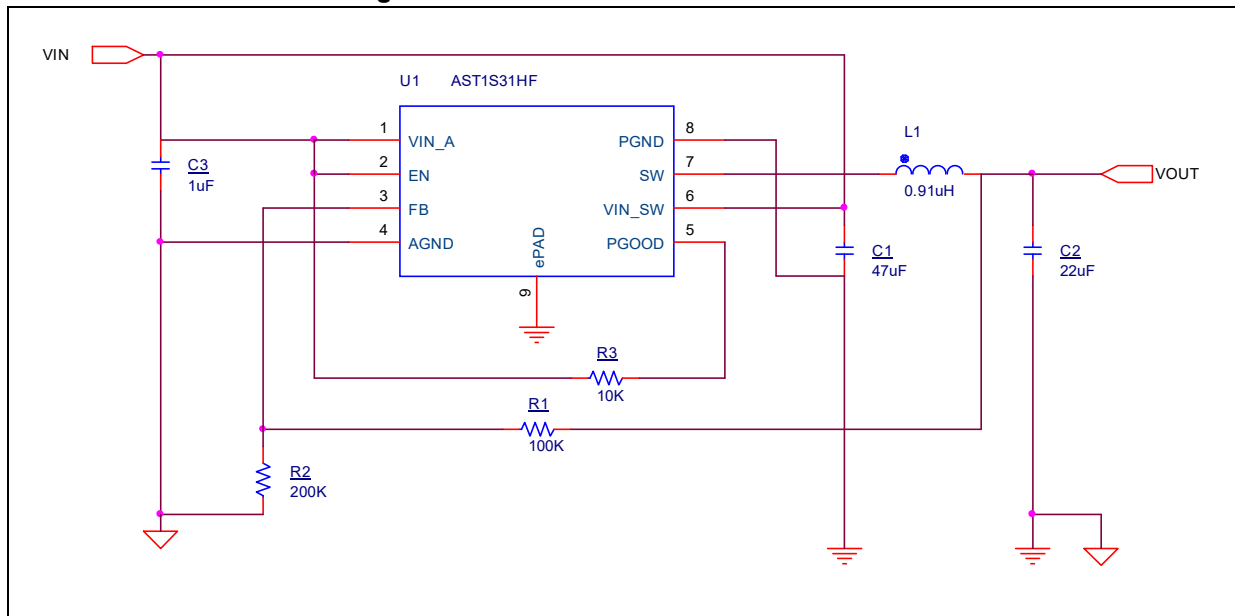 VIN
U1 AST1S31HF
1 VIN_A
2 EN
3 FB
4 AGND
8 PGND
7 SW
6 VIN_SW
5 PGOOD
ePAD
9
C3
1uF
L1
0.91uH
VOUT
C1
47uF
C2
22uF
R3
10K
R1
100K
R2
200K